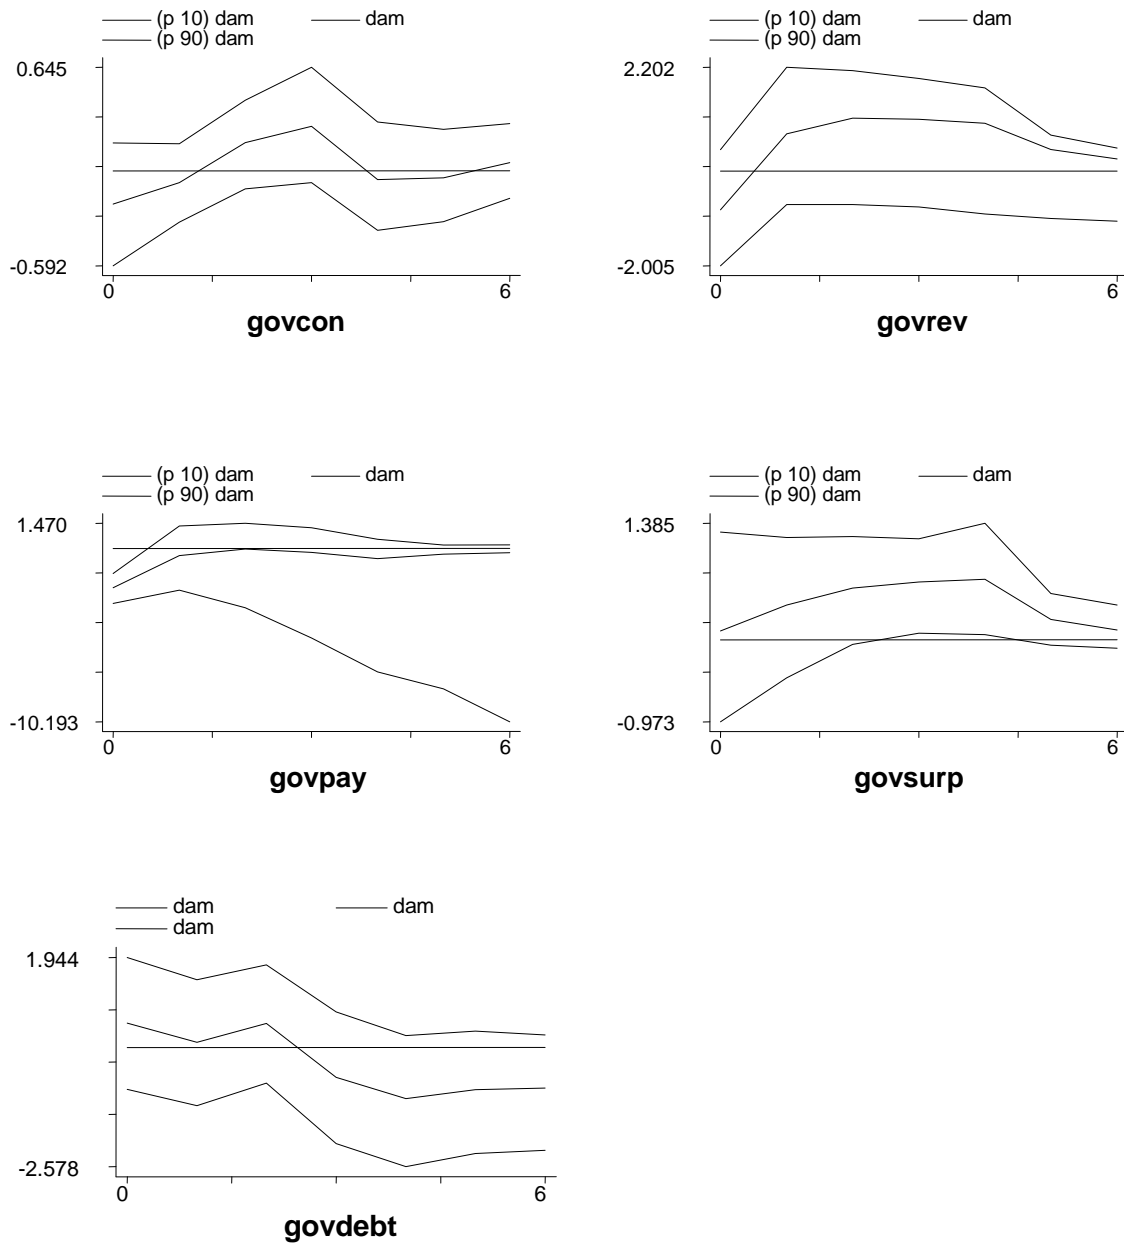 (p 10) dam dam
(p 90) dam
0.645
-0.592
0 6
govcon
(p 10) dam dam
(p 90) dam
2.202
-2.005
0 6
govrev
(p 10) dam dam
(p 90) dam
1.470
-10.193
0 6
govpay
(p 10) dam dam
(p 90) dam
1.385
-0.973
0 6
govsurp
dam dam
dam
1.944
-2.578
0 6
govdebt